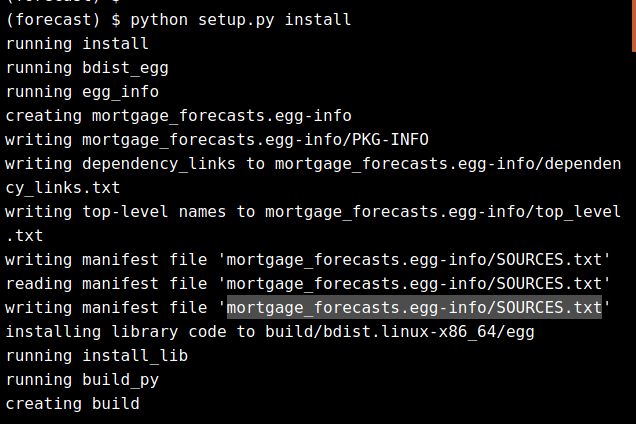 (forecast) $ python setup.py install
running install
running bdist_egg
running egg_info
creating mortgage_forecasts.egg-info
writing mortgage_forecasts.egg-info/PKG-INFO
writing dependency_links to mortgage_forecasts.egg-info/dependen
cy_links.txt
writing top-level names to mortgage_forecasts.egg-info/top_level
.txt
writing manifest file 'mortgage_forecasts.egg-info/SOURCES.txt'
reading manifest file 'mortgage_forecasts.egg-info/SOURCES.txt'
writing manifest file 'mortgage_forecasts.egg-info/SOURCES.txt'
installing library code to build/bdist.linux-x86_64/egg
running install_lib
running build_py
creating build